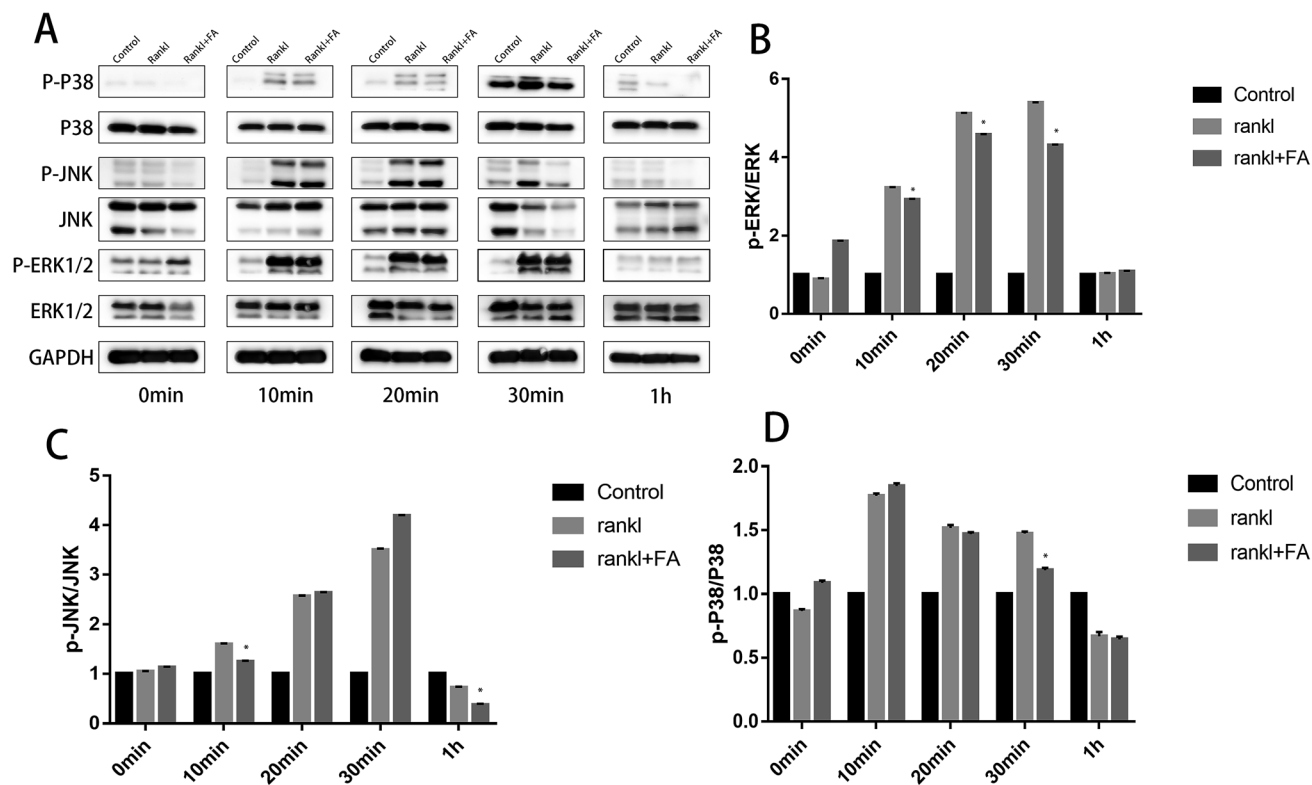 A
Control Rankl Rankl+FA Control Rankl Rankl+FA Control Rankl Rankl+FA Control Rankl Rankl+FA Control Rankl Rankl+FA
P-P38
P38
P-JNK
JNK
P-ERK1/2
ERK1/2
GAPDH
0min 10min 20min 30min 1h
B
p-ERK/ERK
6
4
2
0
0min 10min 20min 30min 1h
* * *
Control
rankl
rankl+FA
C
p-JNK/JNK
5
4
3
2
1
0
0min 10min 20min 30min 1h
* *
Control
rankl
rankl+FA
D
p-P38/P38
2.0
1.5
1.0
0.5
0.0
0min 10min 20min 30min 1h
*
Control
rankl
rankl+FA